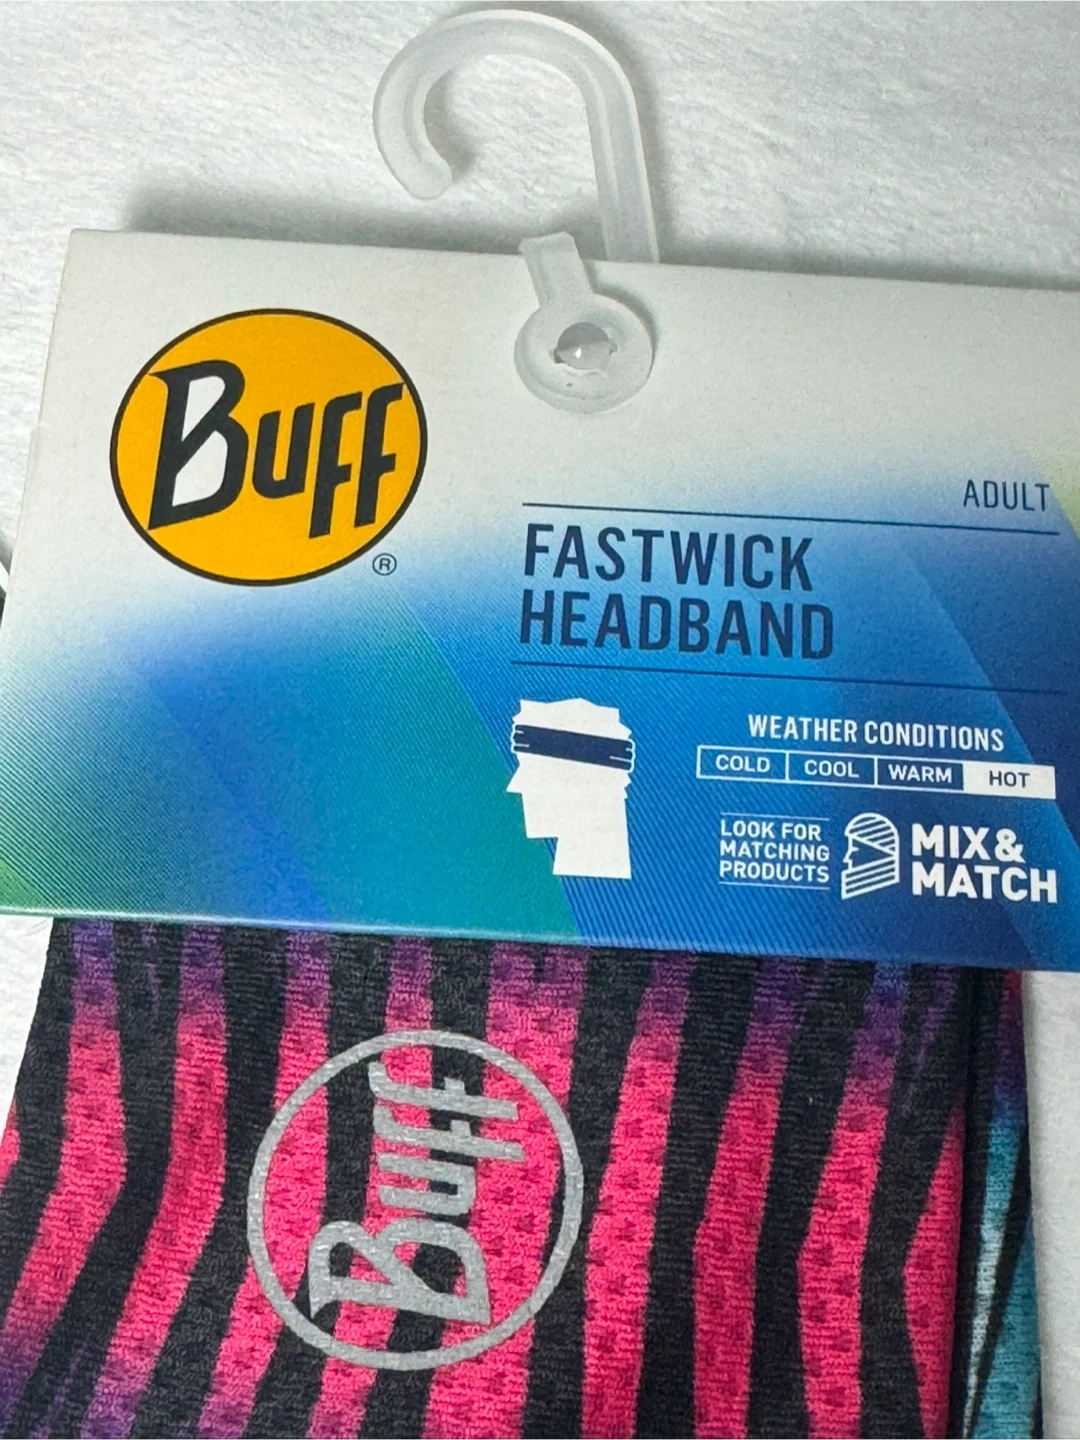 BUFF
®
ADULT
FASTWICK
HEADBAND
WEATHER CONDITIONS
COLD COOL WARM HOT
LOOK FOR
MATCHING
PRODUCTS
MIX&
MATCH
BUFF